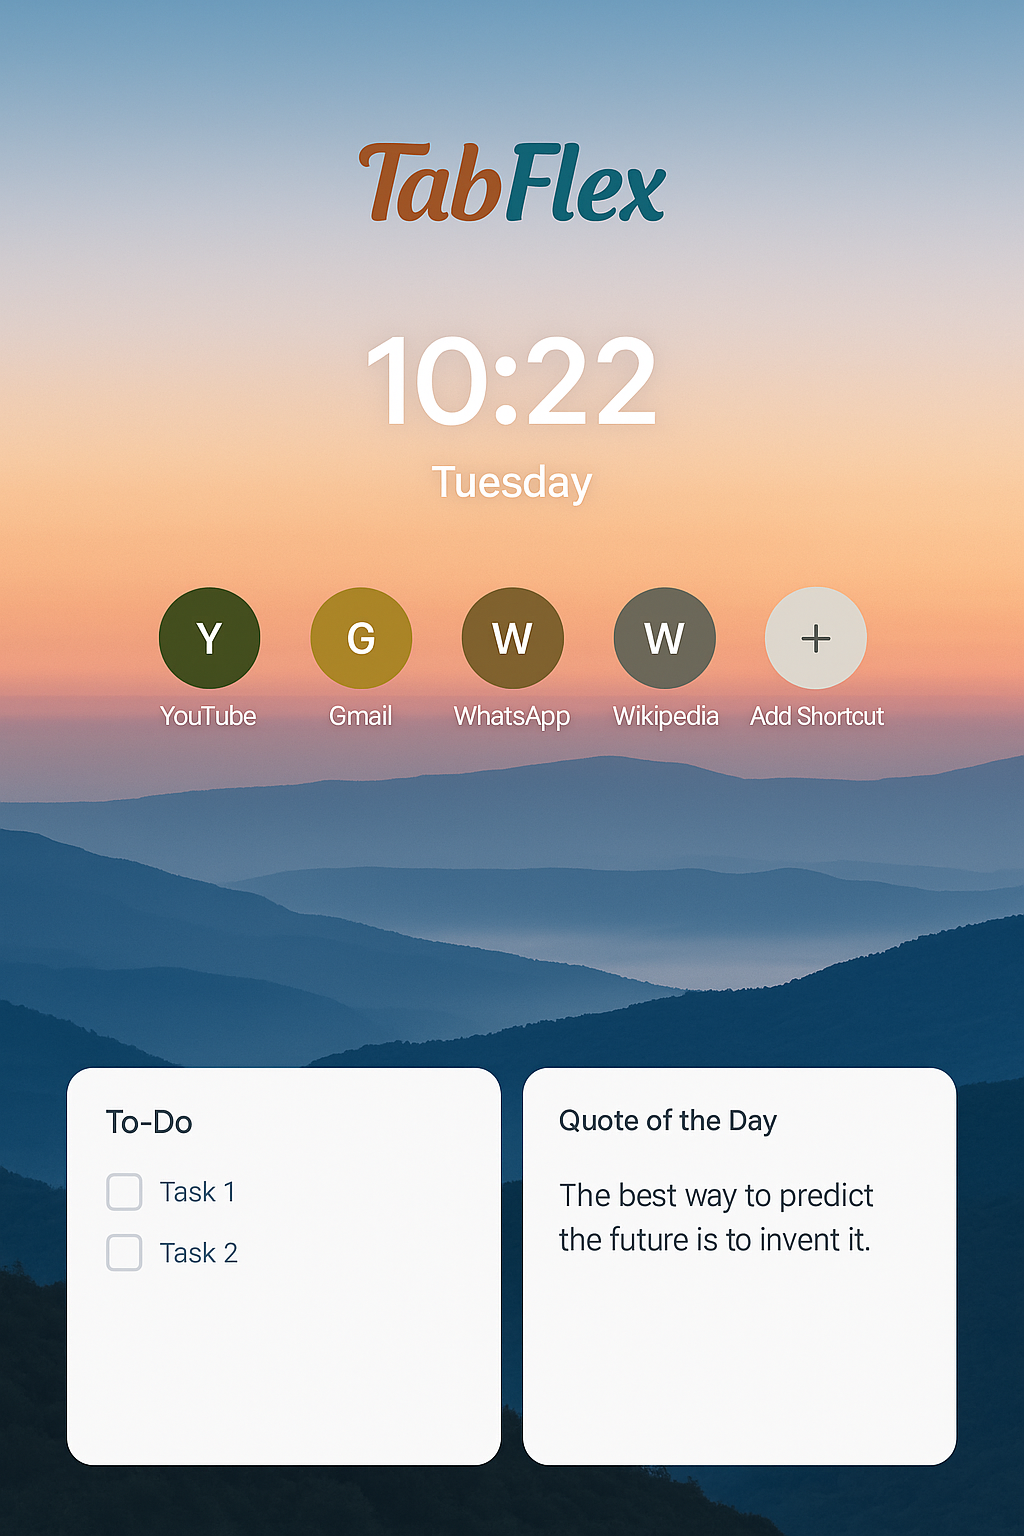 TabFlex
10:22
Tuesday
Y G W W +
YouTube Gmail WhatsApp Wikipedia Add Shortcut
To-Do
Task 1
Task 2
Quote of the Day
The best way to predict
the future is to invent it.